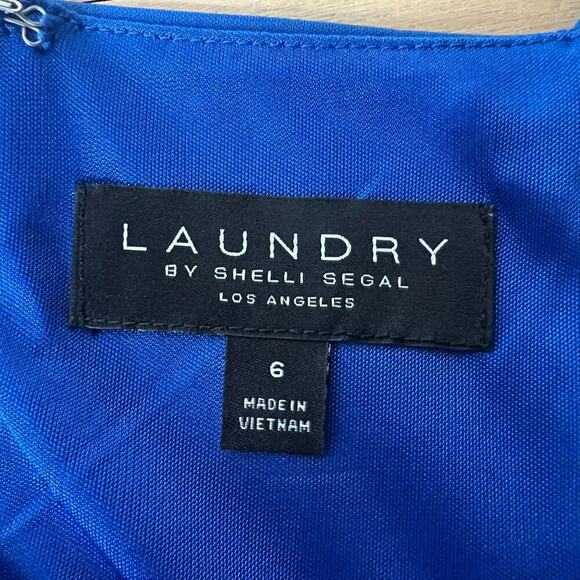 LAUNDRY
BY SHELLI SEGAL
LOS ANGELES
6
MADE IN
VIETNAM